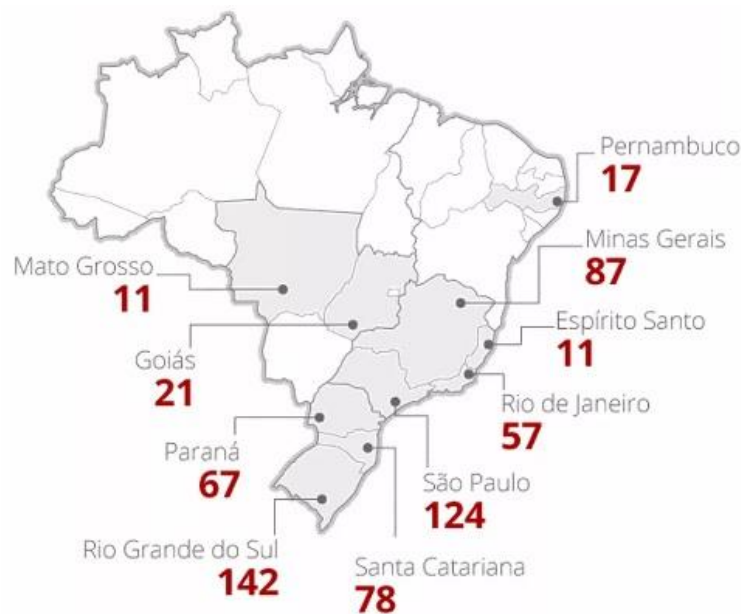 Pernambuco
17
Minas Gerais
87
Mato Grosso
11
Espírito Santo
11
Goiás
21
Rio de Janeiro
57
Paraná
67
São Paulo
124
Rio Grande do Sul
142
Santa Catariana
78